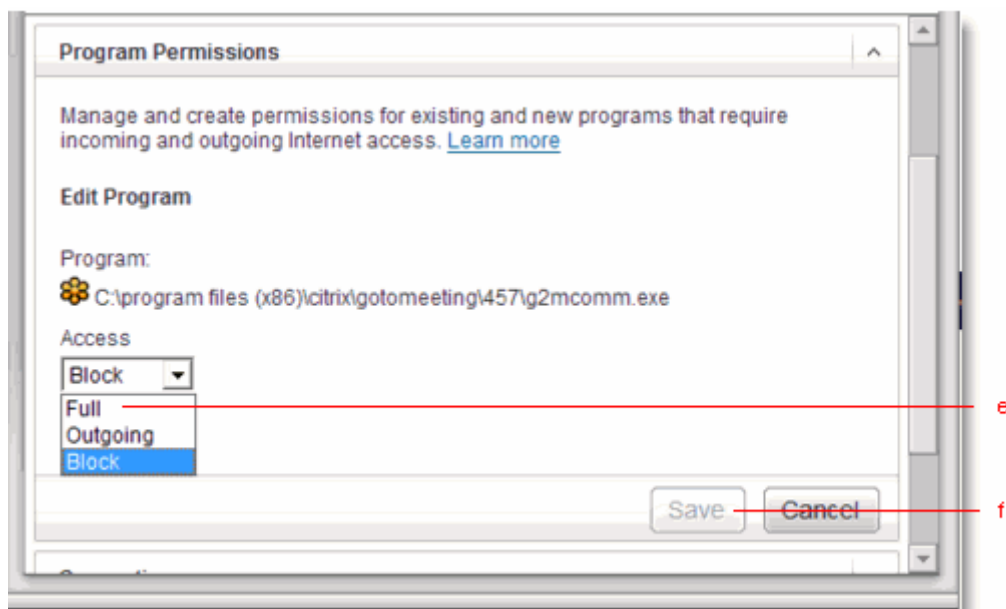 Program Permissions
Manage and create permissions for existing and new programs that require
incoming and outgoing Internet access. Learn more
Edit Program
Program:
C:\program files (x86)\citrix\gotomeeting\457\g2mcomm.exe
Access
Block
Full
e
Outgoing
Block
Save Cancel
f